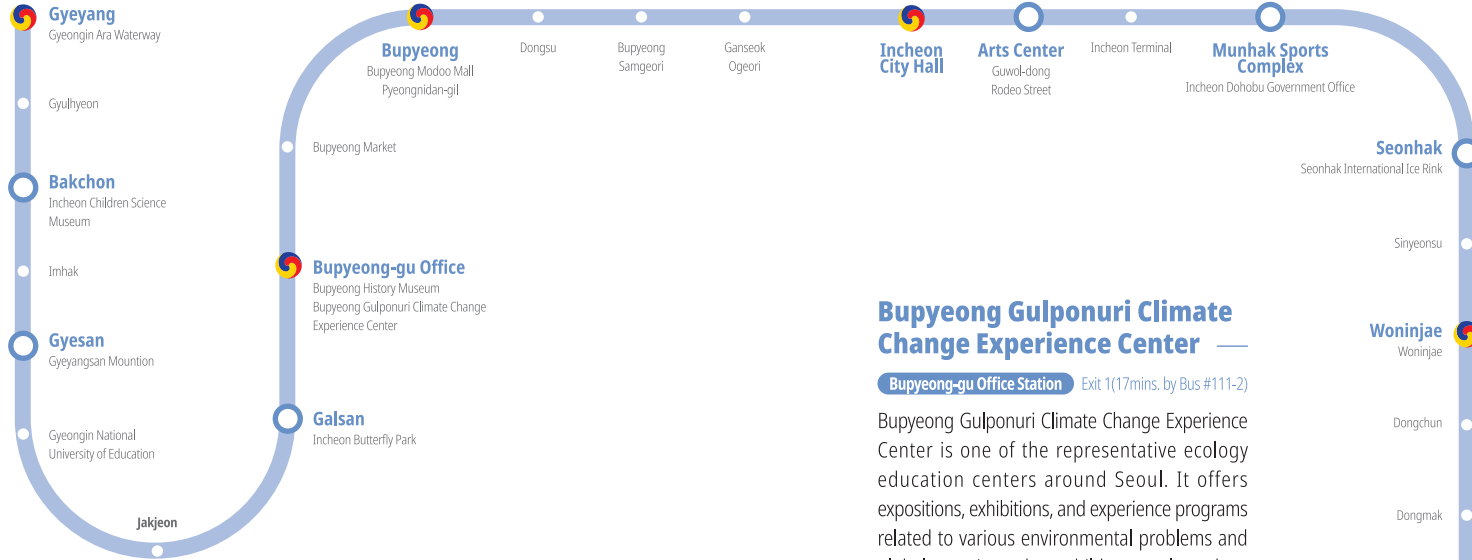 Gyeyang
Gyeongin Ara Waterway
Gyulhyeon
Bakchon
Incheon Children Science
Museum
Imhak
Gyesan
Gyeyangsan Mountion
Gyeongin National
University of Education
Jakjeon
Galsan
Incheon Butterfly Park
Bupyeong-gu Office
Bupyeong History Museum
Bupyeong Gulponuri Climate Change
Experience Center
Bupyeong Market
Bupyeong
Bupyeong Modoo Mall
Pyeongnidan-gil
Dongsu
Bupyeong
Samgeori
Ganseok
Ogeori
Incheon
City Hall
Arts Center
Guwol-dong
Rodeo Street
Incheon Terminal
Munhak Sports
Complex
Incheon Dohobu Government Office
Seonhak
Seonhak International Ice Rink
Sinyeonsu
Woninjae
Woninjae
Dongchun
Dongmak
Bupyeong Gulponuri Climate
Change Experience Center
Bupyeong-gu Office Station Exit 1(17mins. by Bus #111-2)
Bupyeong Gulponuri Climate Change Experience
Center is one of the representative ecology
education centers around Seoul. It offers
expositions, exhibitions, and experience programs
related to various environmental problems and